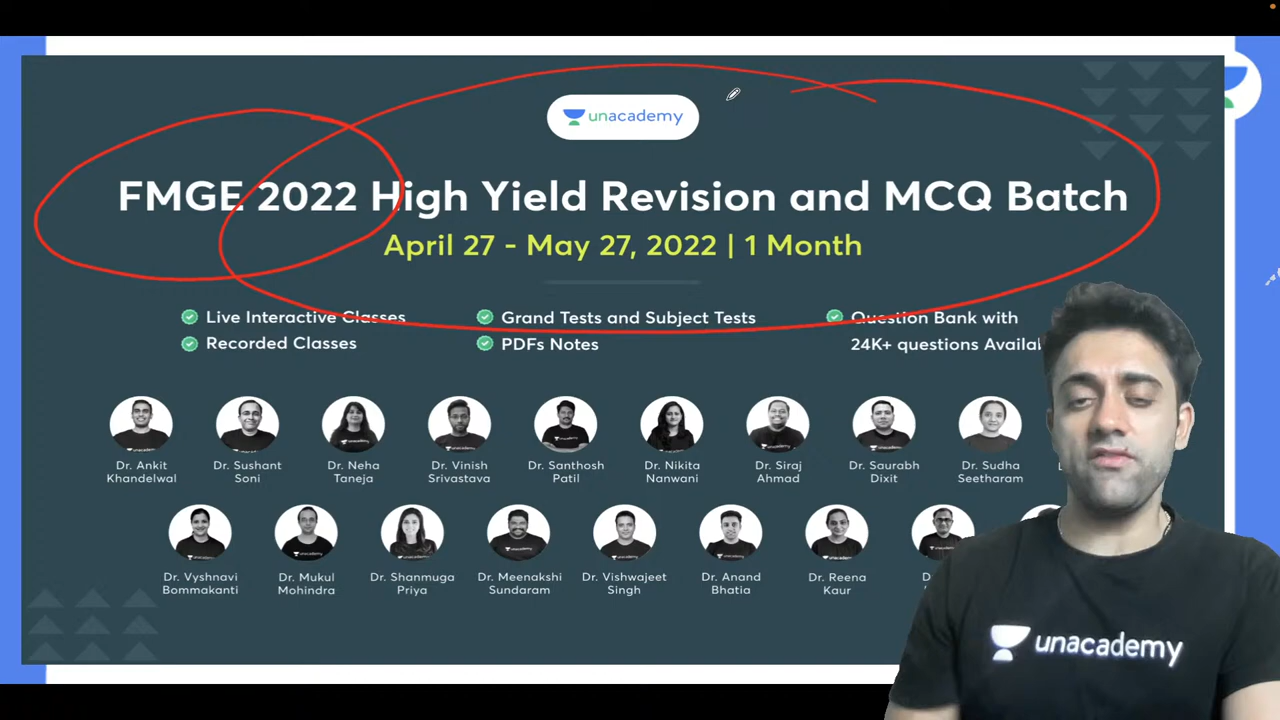 unacademy
FMGE 2022 High Yield Revision and MCQ Batch
April 27 - May 27, 2022 | 1 Month
Live Interactive Classes
Grand Tests and Subject Tests
Question Bank with
Recorded Classes
PDFs Notes
24K+ questions
Dr. Ankit
Khandelwal
Dr. Sushant
Soni
Dr. Neha
Taneja
Dr. Vinish
Srivastava
Dr. Santhosh
Patil
Dr. Nikita
Nanwani
Dr. Siraj
Ahmad
Dr. Saurabh
Dixit
Dr. Sudha
Seetharam
Dr. Vyshnavi
Bommakanti
Dr. Mukul
Mohindra
Dr. Shanmuga
Priya
Dr. Meenakshi
Sundaram
Dr. Vishwajeet
Singh
Dr. Anand
Bhatia
Dr. Reena
Kaur
unacademy